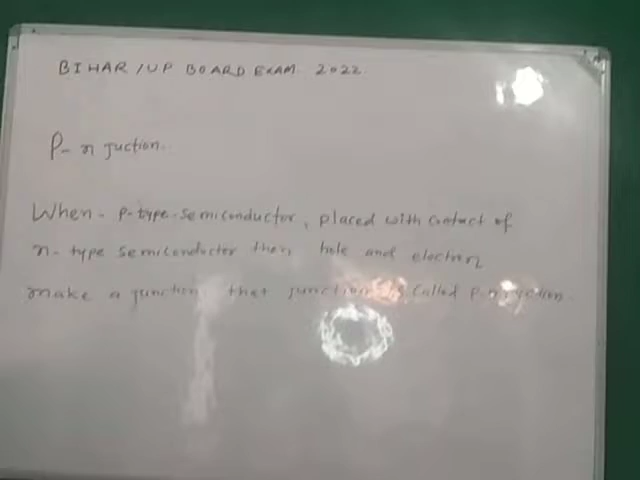 BIHAR/UP BOARD EXAM 2022
P-n juction..
When - p-type-semiconductor, placed with contact of
n-type semiconductor then hole and electron
make a junction. that junction is called p-n juction.